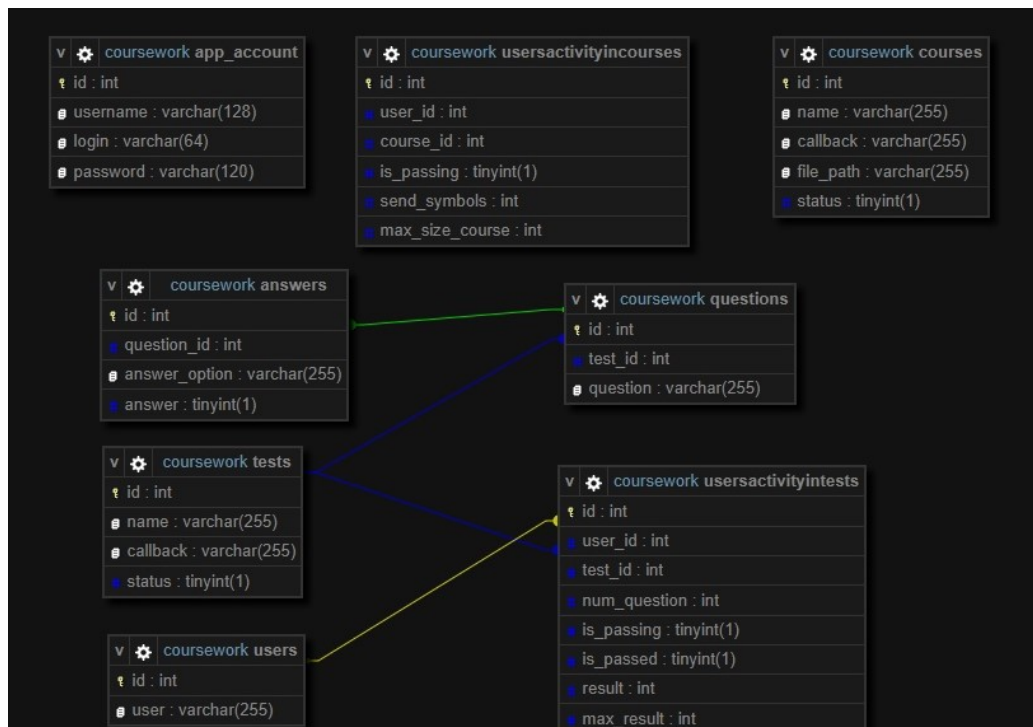 v coursework app_account
id : int
username : varchar(128)
login : varchar(64)
password : varchar(120)
v coursework usersactivityincourses
id : int
user_id : int
course_id : int
is_passing : tinyint(1)
send_symbols : int
max_size_course : int
v coursework courses
id : int
name : varchar(255)
callback : varchar(255)
file_path : varchar(255)
status : tinyint(1)
v coursework answers
id : int
question_id : int
answer_option : varchar(255)
answer : tinyint(1)
v coursework questions
id : int
test_id : int
question : varchar(255)
v coursework tests
id : int
name : varchar(255)
callback : varchar(255)
status : tinyint(1)
v coursework usersactivityintests
id : int
user_id : int
test_id : int
num_question : int
is_passing : tinyint(1)
is_passed : tinyint(1)
result : int
max_result : int
v coursework users
id : int
user : varchar(255)